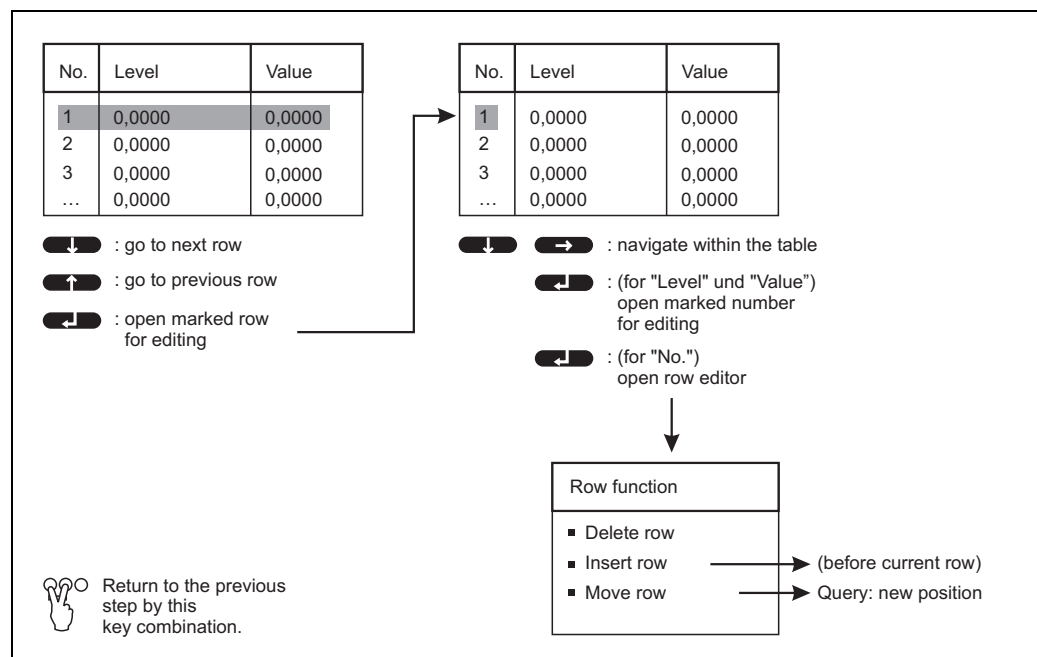 No. Level Value
1 0,0000 0,0000
2 0,0000 0,0000
3 0,0000 0,0000
... 0,0000 0,0000
: go to next row
: go to previous row
: open marked row
for editing
No. Level Value
1 0,0000 0,0000
2 0,0000 0,0000
3 0,0000 0,0000
... 0,0000 0,0000
: navigate within the table
: (for "Level" und "Value”)
open marked number
for editing
: (for "No.")
open row editor
Row function
▪ Delete row
▪ Insert row
(before current row)
▪ Move row
Query: new position
Return to the previous
step by this
key combination.